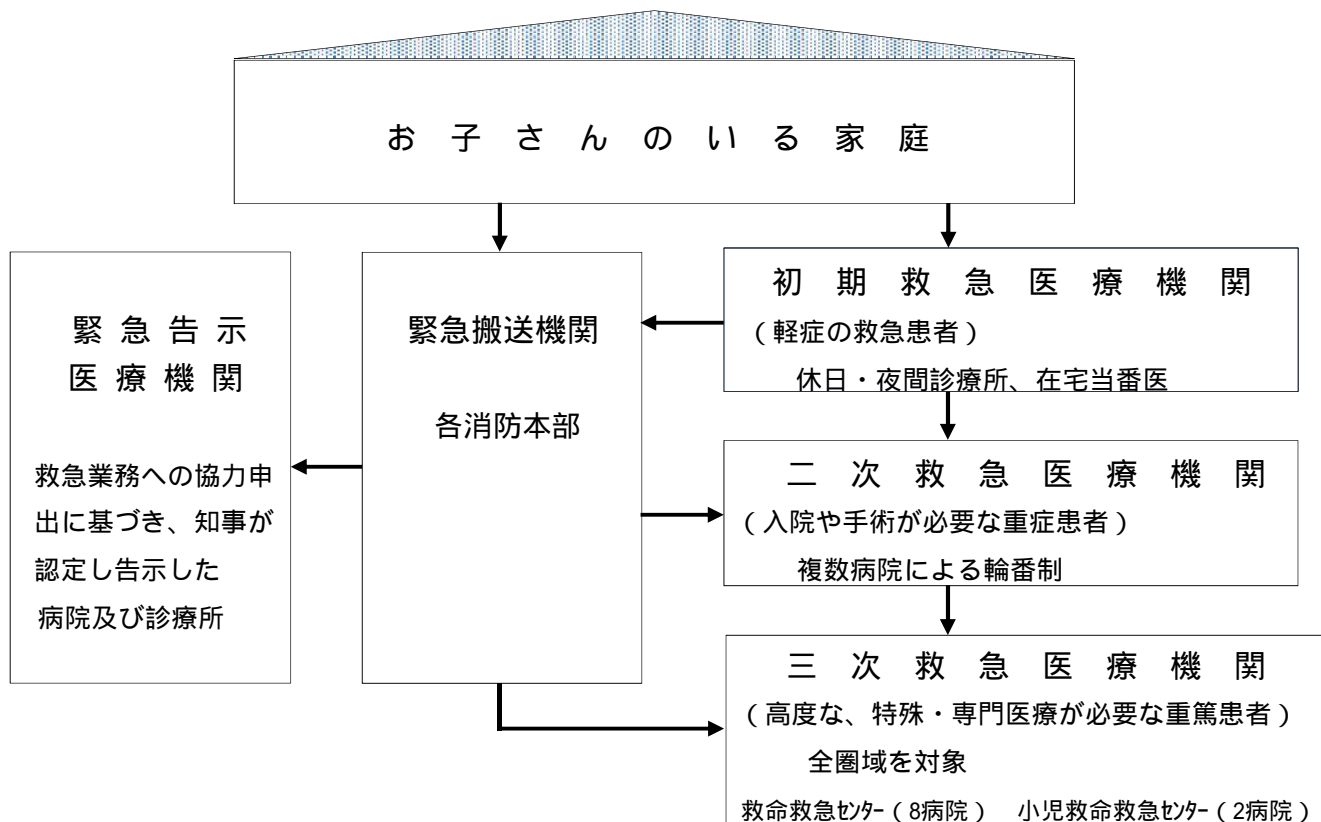 お子さんのいる家庭
緊急告示
医療機関
救急業務への協力申
出に基づき、知事が
認定し告示した
病院及び診療所
緊急搬送機関
各消防本部
初期救急医療機関
(軽症の救急患者)
休日・夜間診療所、在宅当番医
二次救急医療機関
(入院や手術が必要な重症患者)
複数病院による輪番制
三次救急医療機関
(高度な、特殊・専門医療が必要な重篤患者)
全圏域を対象
救命救急ｾﾝﾀｰ(8病院) 小児救命救急ｾﾝﾀｰ(2病院)